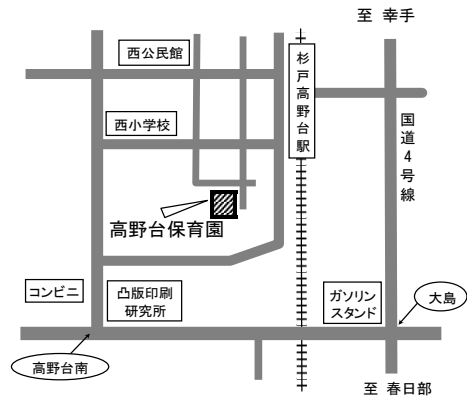 至 幸手
西公民館
杉戸高野台駅
西小学校
国道4号線
高野台保育園
コンビニ
凸版印刷
研究所
ガソリン
スタンド
大島
高野台南
至 春日部